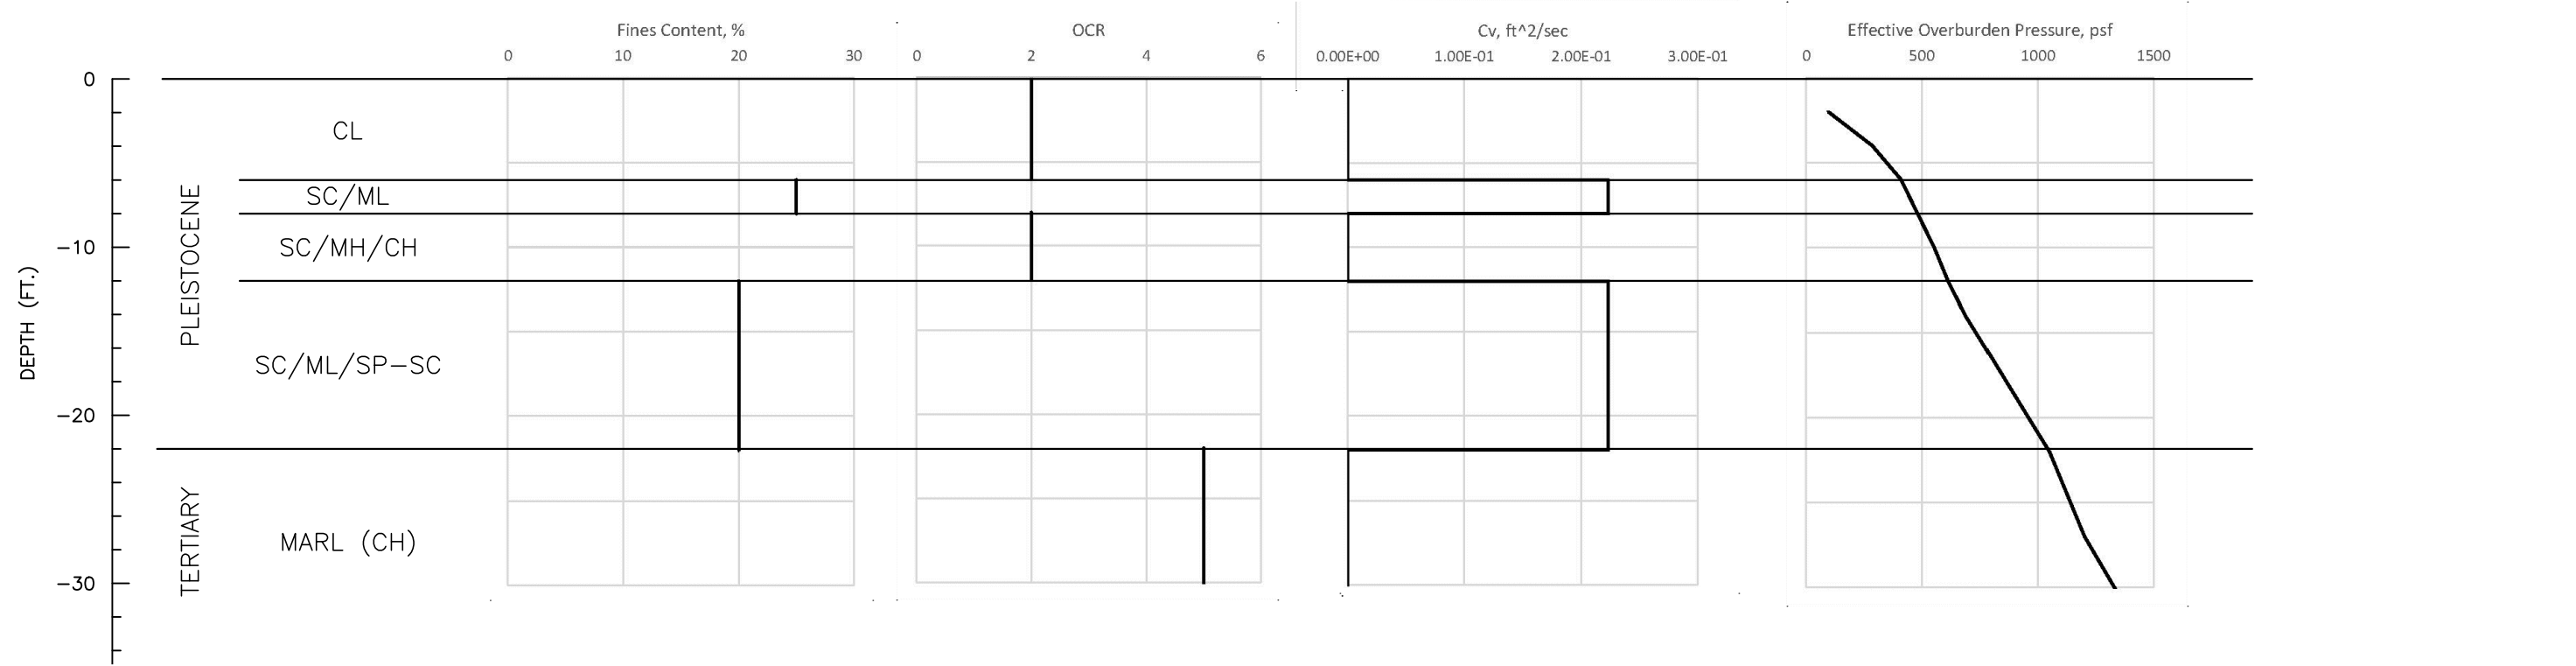 Fines Content, %
OCR
Cv, ft^2/sec
Effective Overburden Pressure, psf
0 10 20 30
0 2 4 6
0.00E+00 1.00E-01 2.00E-01 3.00E-01
0 500 1000 1500
0
CL
SC/ML
−10
SC/MH/CH
PLEISTOCENE
DEPTH (FT.)
SC/ML/SP−SC
−20
MARL (CH)
TERTIARY
−30